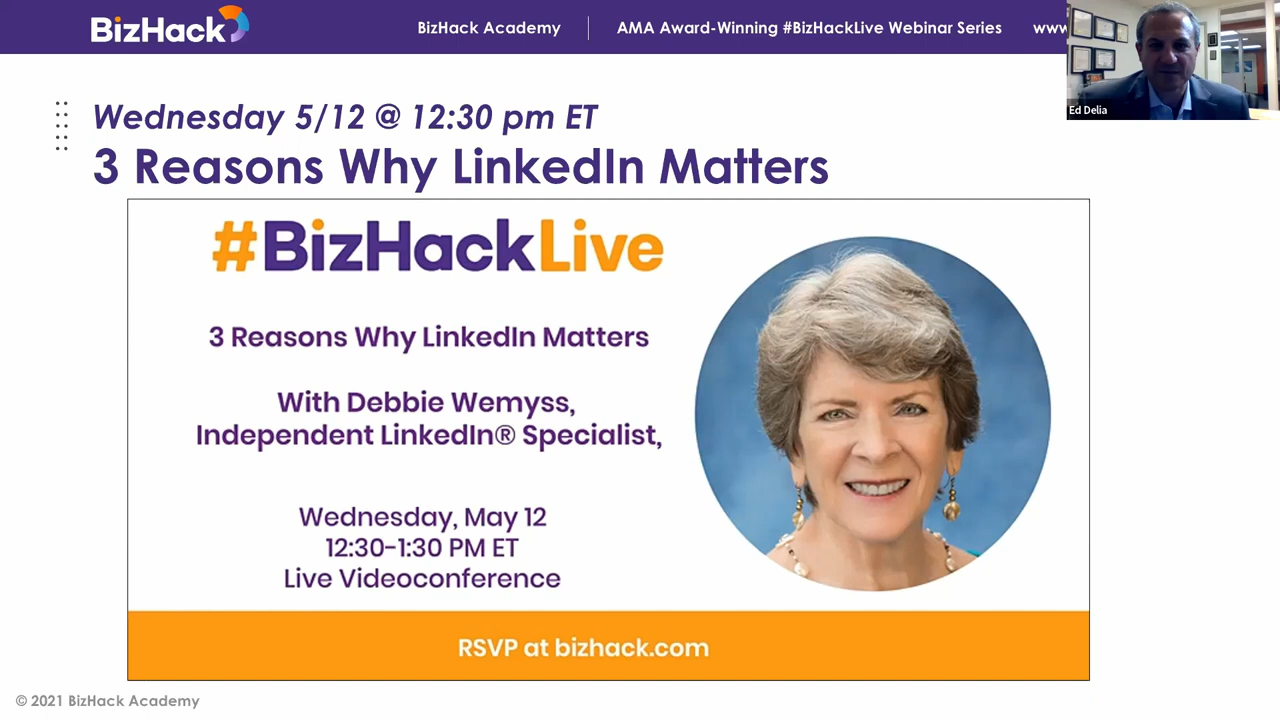 BizHack
BizHack Academy
AMA Award-Winning #BizHackLive Webinar Series
www
Ed Delia
Wednesday 5/12 @ 12:30 pm ET
3 Reasons Why LinkedIn Matters
#BizHackLive
3 Reasons Why LinkedIn Matters
With Debbie Wemyss,
Independent LinkedIn® Specialist,
Wednesday, May 12
12:30-1:30 PM ET
Live Videoconference
RSVP at bizhack.com
© 2021 BizHack Academy